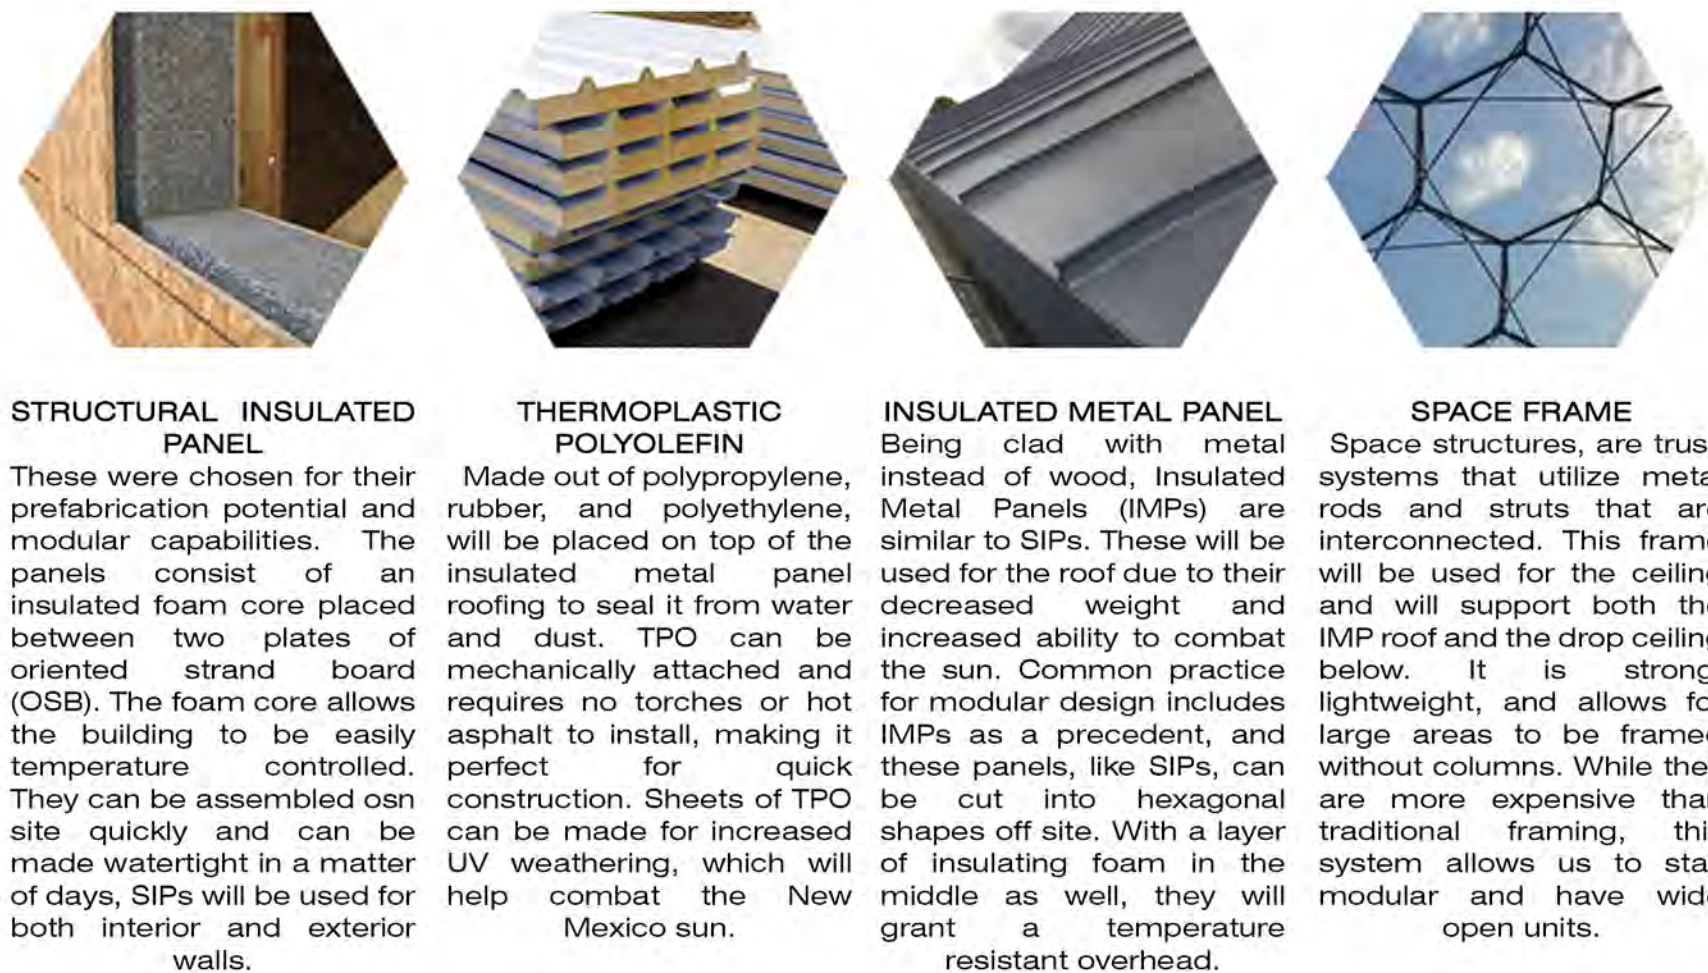 STRUCTURAL INSULATED
PANEL
These were chosen for their
prefabrication potential and
modular capabilities. The
panels consist of an
insulated foam core placed
between two plates of
oriented strand board
(OSB). The foam core allows
the building to be easily
temperature controlled.
They can be assembled osn
site quickly and can be
made watertight in a matter
of days, SIPs will be used for
both interior and exterior
walls.
THERMOPLASTIC
POLYOLEFIN
Made out of polypropylene,
rubber, and polyethylene,
will be placed on top of the
insulated metal panel
roofing to seal it from water
and dust. TPO can be
mechanically attached and
requires no torches or hot
asphalt to install, making it
perfect for quick
construction. Sheets of TPO
can be made for increased
UV weathering, which will
help combat the New
Mexico sun.
INSULATED METAL PANEL
Being clad with metal
instead of wood, Insulated
Metal Panels (IMPs) are
similar to SIPs. These will be
used for the roof due to their
decreased weight and
increased ability to combat
the sun. Common practice
for modular design includes
IMPs as a precedent, and
these panels, like SIPs, can
be cut into hexagonal
shapes off site. With a layer
of insulating foam in the
middle as well, they will
grant a temperature
resistant overhead.
SPACE FRAME
Space structures, are trus
systems that utilize meta
rods and struts that are
interconnected. This frame
will be used for the ceiling
and will support both the
IMP roof and the drop ceiling
below. It is strong
lightweight, and allows fo
large areas to be framed
without columns. While the
are more expensive than
traditional framing, thi
system allows us to sta
modular and have wide
open units.